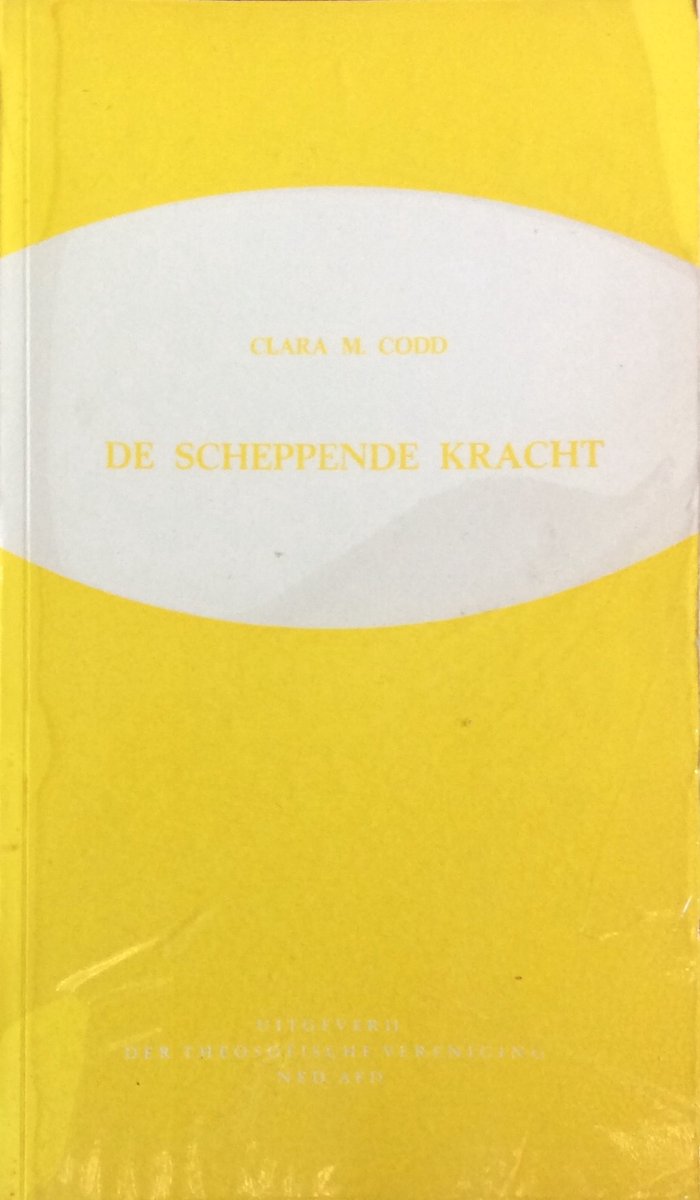 CLARA M. CODD
DE SCHEPPENDE KRACHT
UITGEVERIJ
DER THEOSOFISCHE VERENIGING
NED. AFD.